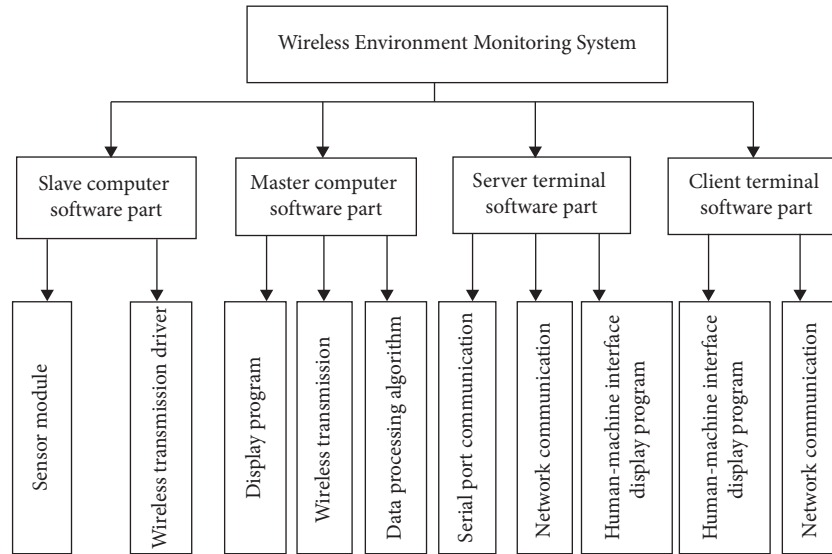 Wireless Environment Monitoring System
Slave computer
software part
Master computer
software part
Server terminal
software part
Client terminal
software part
Sensor module
Wireless transmission driver
Display program
Wireless transmission
Data processing algorithm
Serial port communication
Network communication
Human-machine interface
display program
Human-machine interface
display program
Network communication